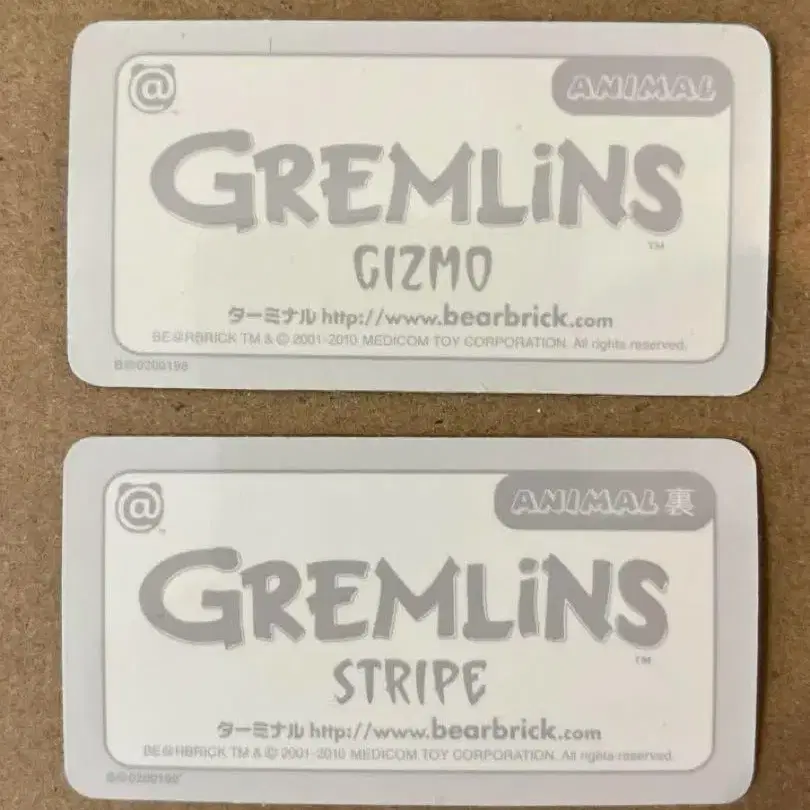 @
ANIMAL
GREMLiNS
TM
GIZMO
ターミナル http://www.bearbrick.com
BE@RBRICK TM & © 2001-2010 MEDICOM TOY CORPORATION. All rights reserved.
B@0200198
@
ANIMAL 裏
GREMLiNS
TM
STRIPE
ターミナル http://www.bearbrick.com
BE@RBRICK TM & © 2001-2010 MEDICOM TOY CORPORATION. All rights reserved.